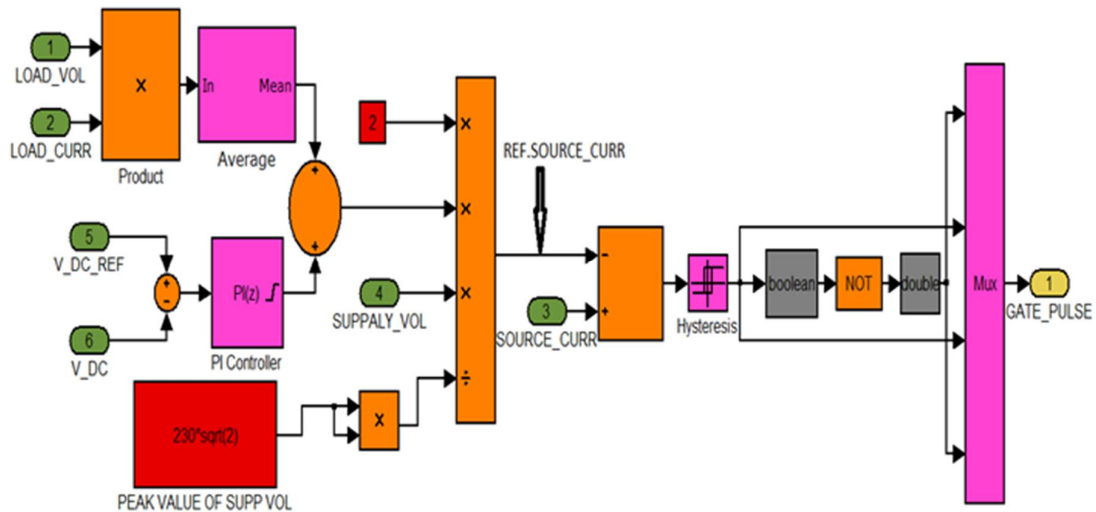 1
LOAD_VOL
2
LOAD_CURR
×
Product
In
Mean
Average
5
V_DC_REF
6
V_DC
+
−
PI(z)
PI Controller
+
+
2
4
SUPPALY_VOL
230*sqrt(2)
PEAK VALUE OF SUPP VOL
×
×
×
×
÷
REF.SOURCE_CURR
3
SOURCE_CURR
-
+
Hysteresis
boolean
NOT
double
Mux
1
GATE_PULSE